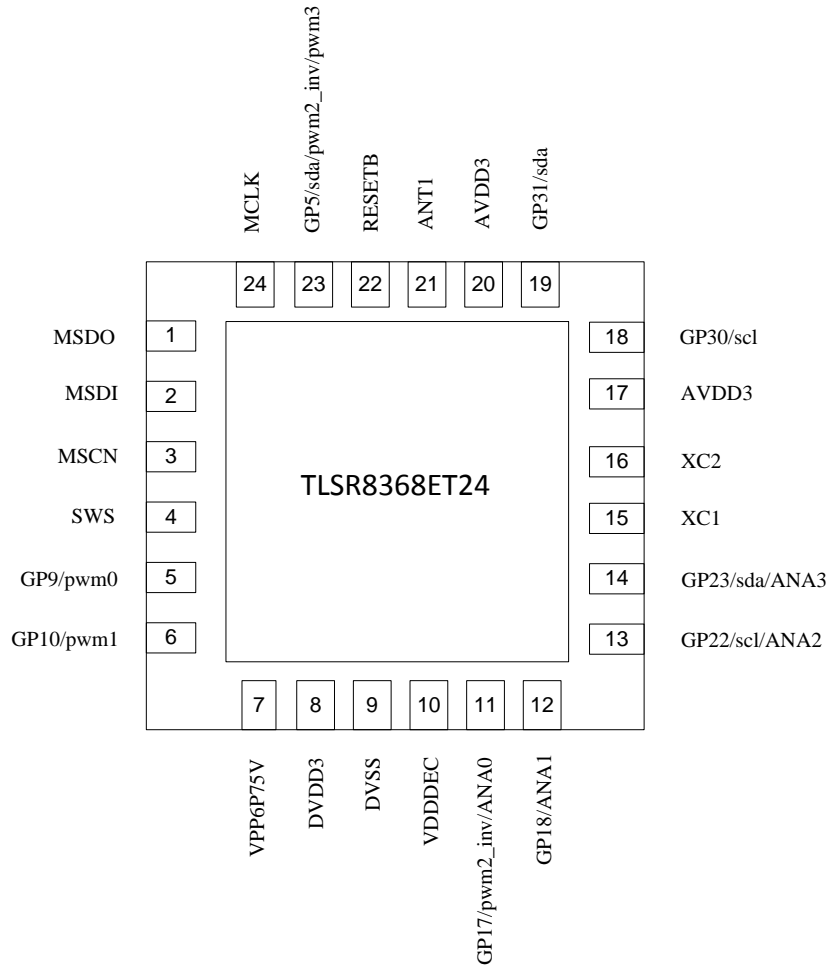 MCLK
GP5/sda/pwm2_inv/pwm3
RESETB
ANT1
AVDD3
GP31/sda
24
23
22
21
20
19
MSDO
1
MSDI
2
MSCN
3
SWS
4
GP9/pwm0
5
GP10/pwm1
6
TLSR8368ET24
18
GP30/scl
17
AVDD3
16
XC2
15
XC1
14
GP23/sda/ANA3
13
GP22/scl/ANA2
7
8
9
10
11
12
VPP6P75V
DVDD3
DVSS
VDDDEC
GP17/pwm2_inv/ANA0
GP18/ANA1